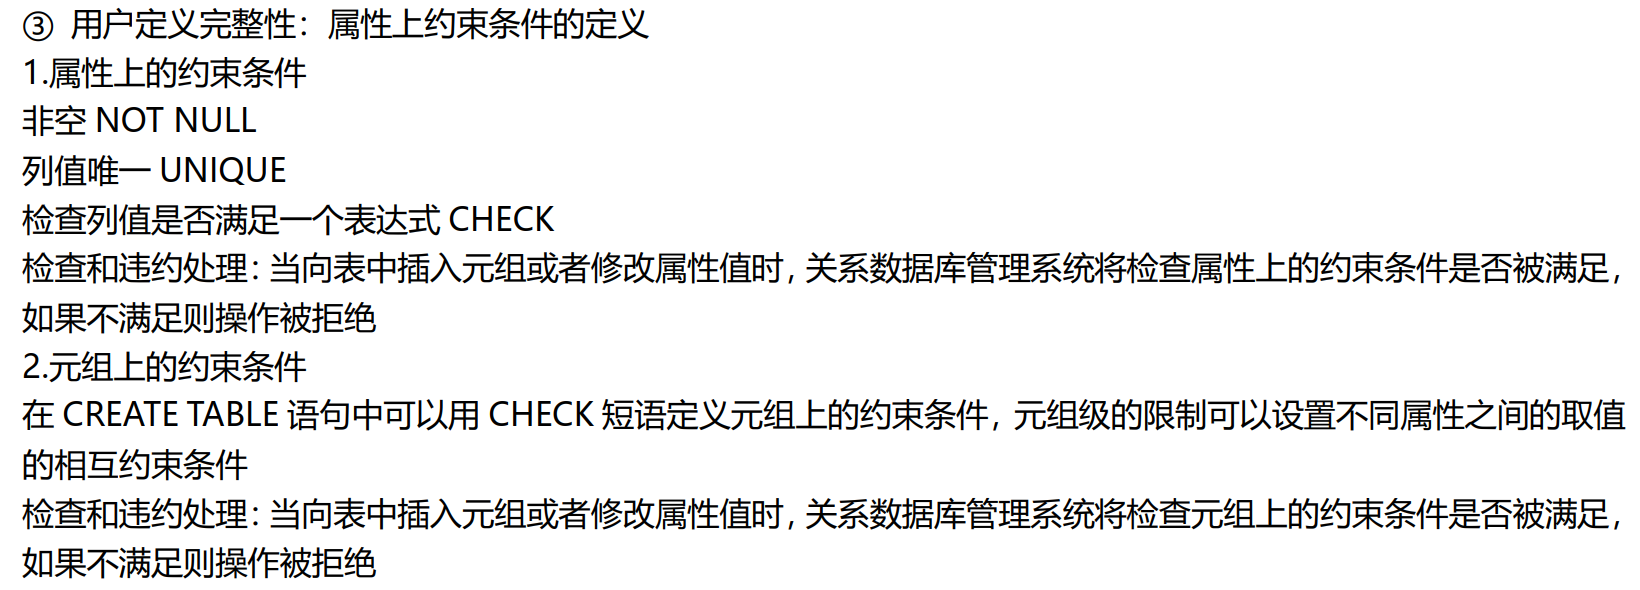 ③ 用户定义完整性：属性上约束条件的定义
1.属性上的约束条件
非空 NOT NULL
列值唯一 UNIQUE
检查列值是否满足一个表达式 CHECK
检查和违约处理：当向表中插入元组或者修改属性值时，关系数据库管理系统将检查属性上的约束条件是否被满足，
如果不满足则操作被拒绝
2.元组上的约束条件
在 CREATE TABLE 语句中可以用 CHECK 短语定义元组上的约束条件，元组级的限制可以设置不同属性之间的取值
的相互约束条件
检查和违约处理：当向表中插入元组或者修改属性值时，关系数据库管理系统将检查元组上的约束条件是否被满足，
如果不满足则操作被拒绝